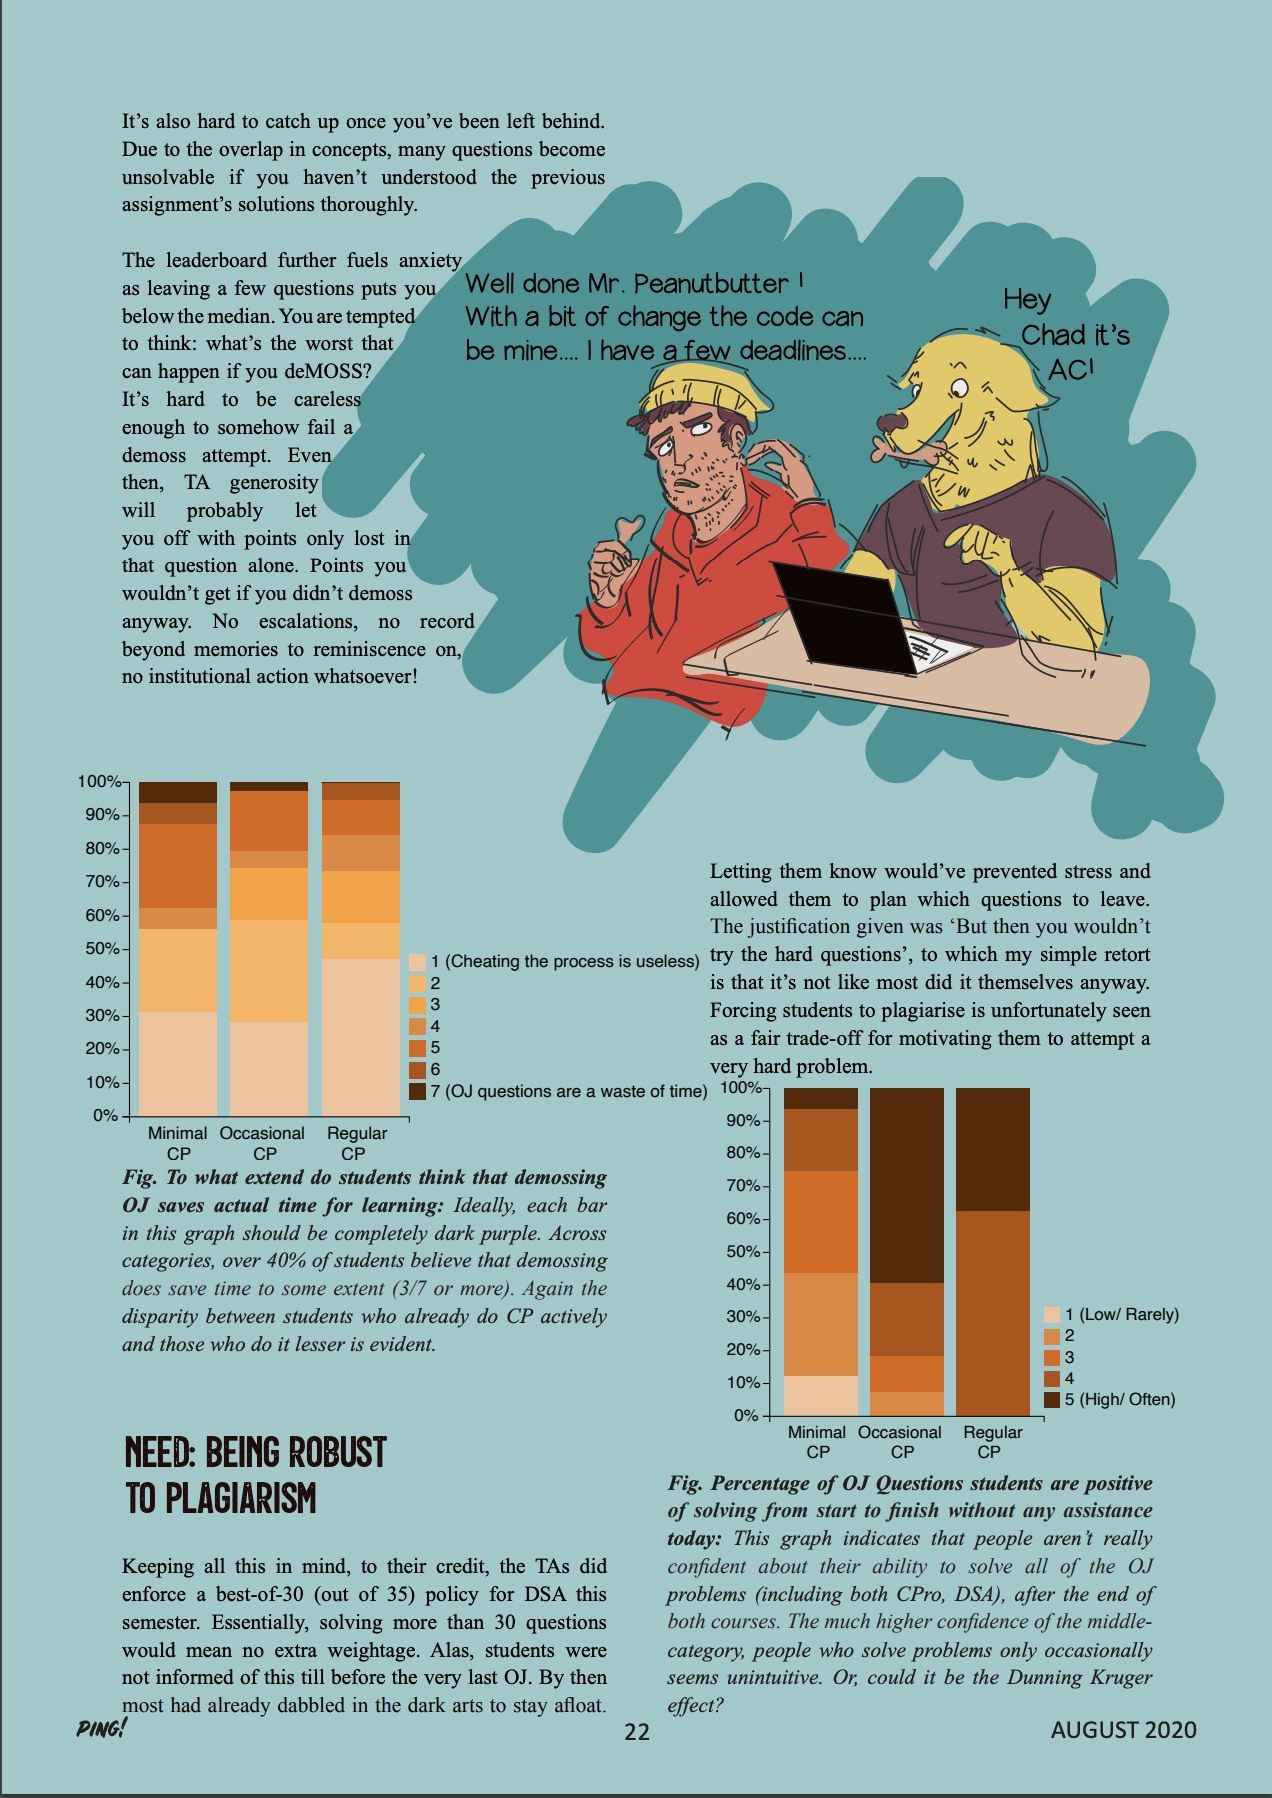 It’s also hard to catch up once you’ve been left behind.
Due to the overlap in concepts, many questions become
unsolvable if you haven’t understood the previous
assignment’s solutions thoroughly.
The leaderboard further fuels anxiety
as leaving a few questions puts you
below the median. You are tempted
to think: what’s the worst that
can happen if you deMOSS?
It’s hard to be careless
enough to somehow fail a
demoss attempt. Even
then, TA generosity
will probably let
you off with points only lost in
that question alone. Points you
wouldn’t get if you didn’t demoss
anyway. No escalations, no record
beyond memories to reminiscence on,
no institutional action whatsoever!
Well done Mr. Peanutbutter !
With a bit of change the code can
be mine.... I have a few deadlines....
Hey
Chad it’s
AC!
100%
90%
80%
70%
60%
50%
40%
30%
20%
10%
0%
Minimal CP
Occasional CP
Regular CP
1 (Cheating the process is useless)
2
3
4
5
6
7 (OJ questions are a waste of time)
Fig. To what extend do students think that demossing
OJ saves actual time for learning: Ideally, each bar
in this graph should be completely dark purple. Across
categories, over 40% of students believe that demossing
does save time to some extent (3/7 or more). Again the
disparity between students who already do CP actively
and those who do it lesser is evident.
NEED: BEING ROBUST
TO PLAGIARISM
Keeping all this in mind, to their credit, the TAs did
enforce a best-of-30 (out of 35) policy for DSA this
semester. Essentially, solving more than 30 questions
would mean no extra weightage. Alas, students were
not informed of this till before the very last OJ. By then
most had already dabbled in the dark arts to stay afloat.
Letting them know would’ve prevented stress and
allowed them to plan which questions to leave.
The justification given was ‘But then you wouldn’t
try the hard questions’, to which my simple retort
is that it’s not like most did it themselves anyway.
Forcing students to plagiarise is unfortunately seen
as a fair trade-off for motivating them to attempt a
very hard problem.
100%
90%
80%
70%
60%
50%
40%
30%
20%
10%
0%
Minimal CP
Occasional CP
Regular CP
1 (Low/ Rarely)
2
3
4
5 (High/ Often)
Fig. Percentage of OJ Questions students are positive
of solving from start to finish without any assistance
today: This graph indicates that people aren’t really
confident about their ability to solve all of the OJ
problems (including both CPro, DSA), after the end of
both courses. The much higher confidence of the middle-
category, people who solve problems only occasionally
seems unintuitive. Or, could it be the Dunning Kruger
effect?
PING!
22
AUGUST 2020